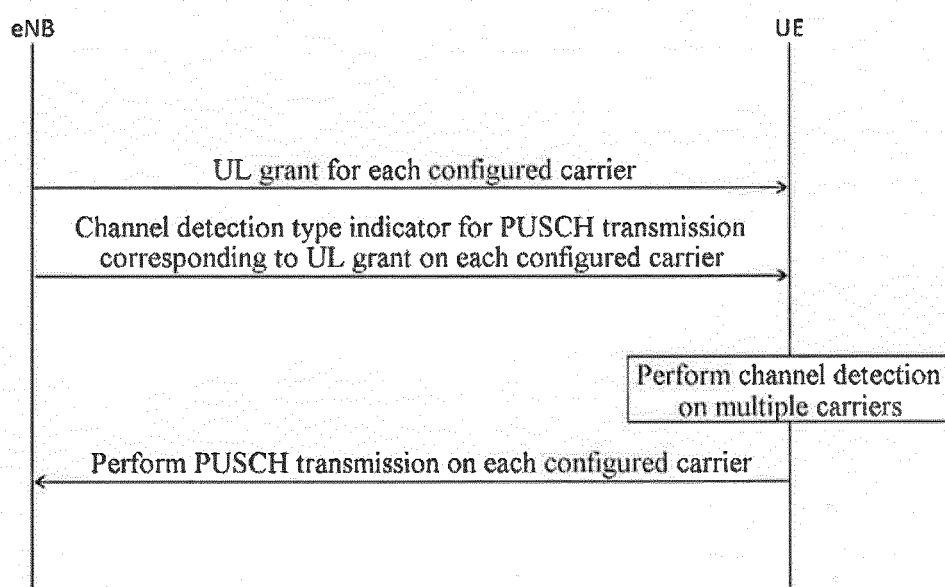 eNB
UE
UL grant for each configured carrier
Channel detection type indicator for PUSCH transmission
corresponding to UL grant on each configured carrier
Perform channel detection
on multiple carriers
Perform PUSCH transmission on each configured carrier